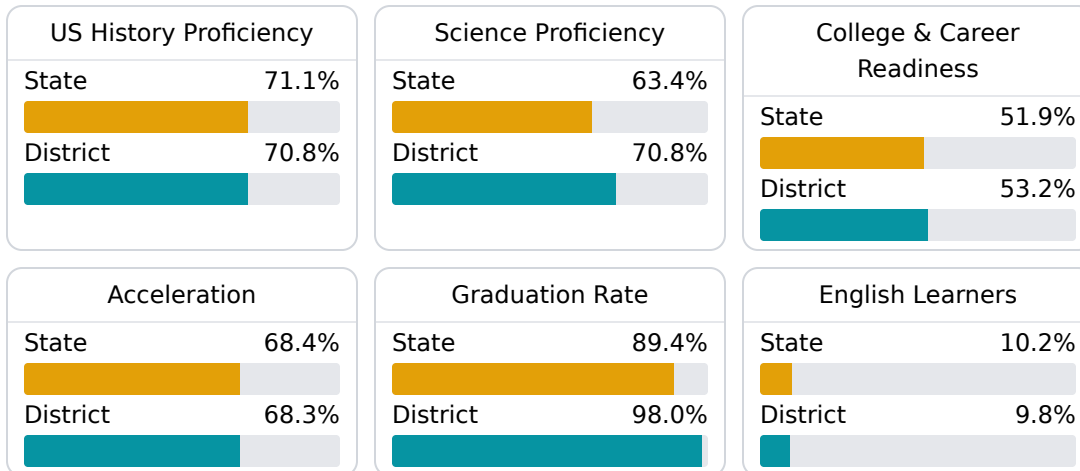 US History Proficiency
State 71.1%
District 70.8%
Science Proficiency
State 63.4%
District 70.8%
College & Career
Readiness
State 51.9%
District 53.2%
Acceleration
State 68.4%
District 68.3%
Graduation Rate
State 89.4%
District 98.0%
English Learners
State 10.2%
District 9.8%